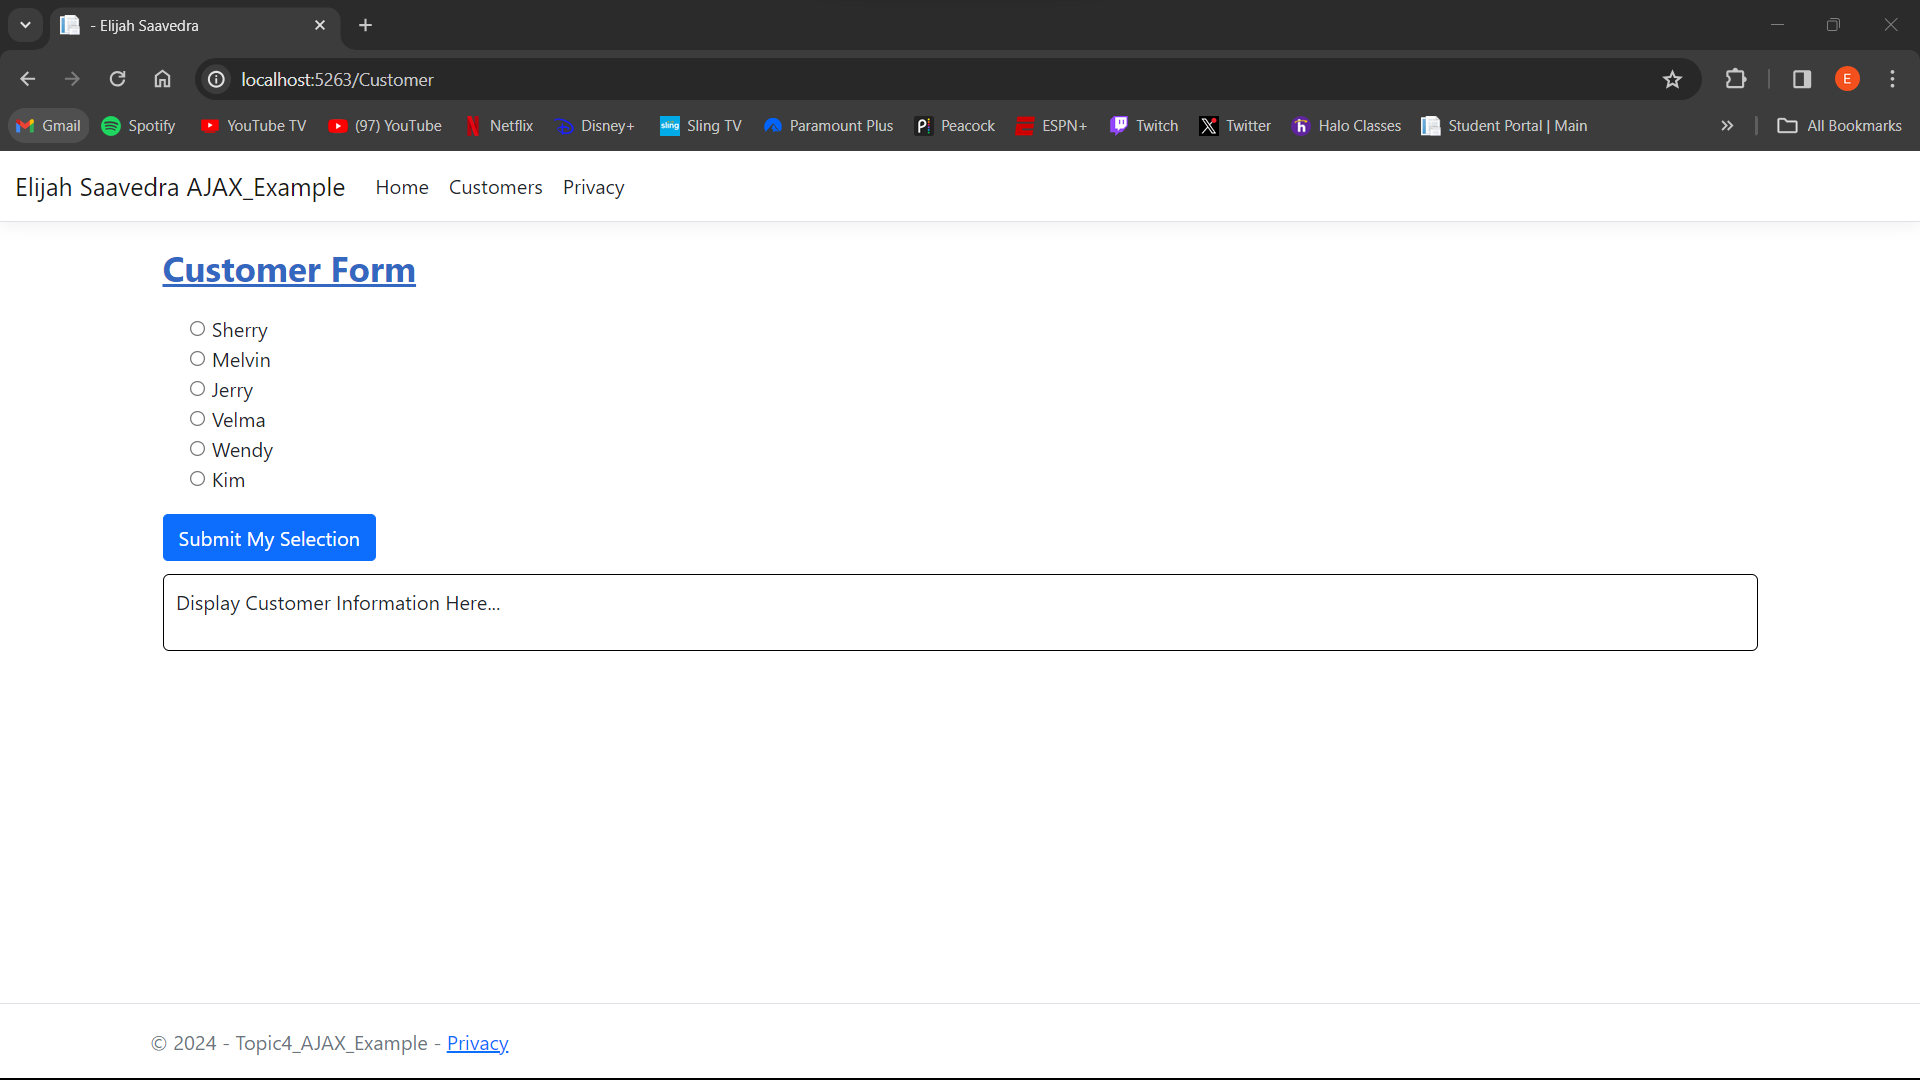 - Elijah Saavedra
localhost:5263/Customer
E
Gmail Spotify YouTube TV (97) YouTube Netflix Disney+ sling Sling TV Paramount Plus Peacock ESPN+ Twitch Twitter h Halo Classes Student Portal | Main » All Bookmarks
Elijah Saavedra AJAX_Example Home Customers Privacy
Customer Form
Sherry
Melvin
Jerry
Velma
Wendy
Kim
Submit My Selection
Display Customer Information Here...
© 2024 - Topic4_AJAX_Example - Privacy